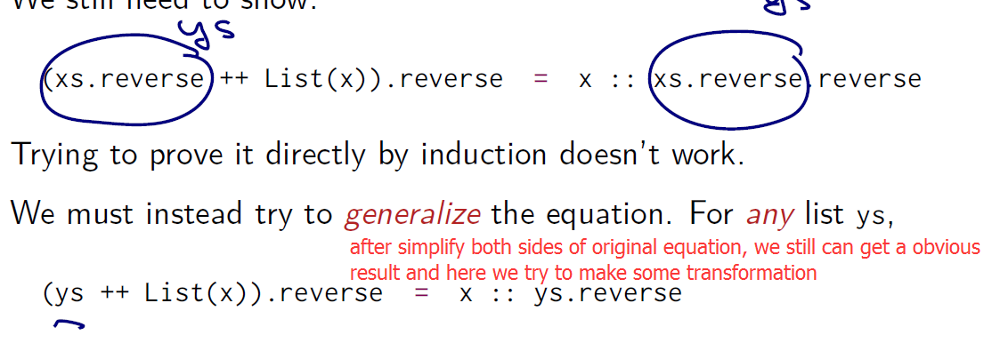 We still need to show:
ys
ys
(xs.reverse ++ List(x)).reverse = x :: xs.reverse.reverse
Trying to prove it directly by induction doesn't work.
We must instead try to generalize the equation. For any list ys,
after simplify both sides of original equation, we still can get a obvious
result and here we try to make some transformation
(ys ++ List(x)).reverse = x :: ys.reverse